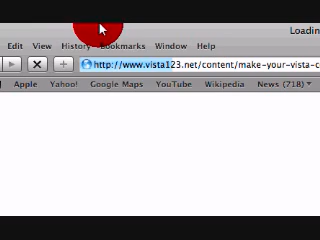 Loadin
Edit View History Bookmarks Window Help
http://www.vista123.net/content/make-your-vista-c
Apple Yahoo! Google Maps YouTube Wikipedia News (718)